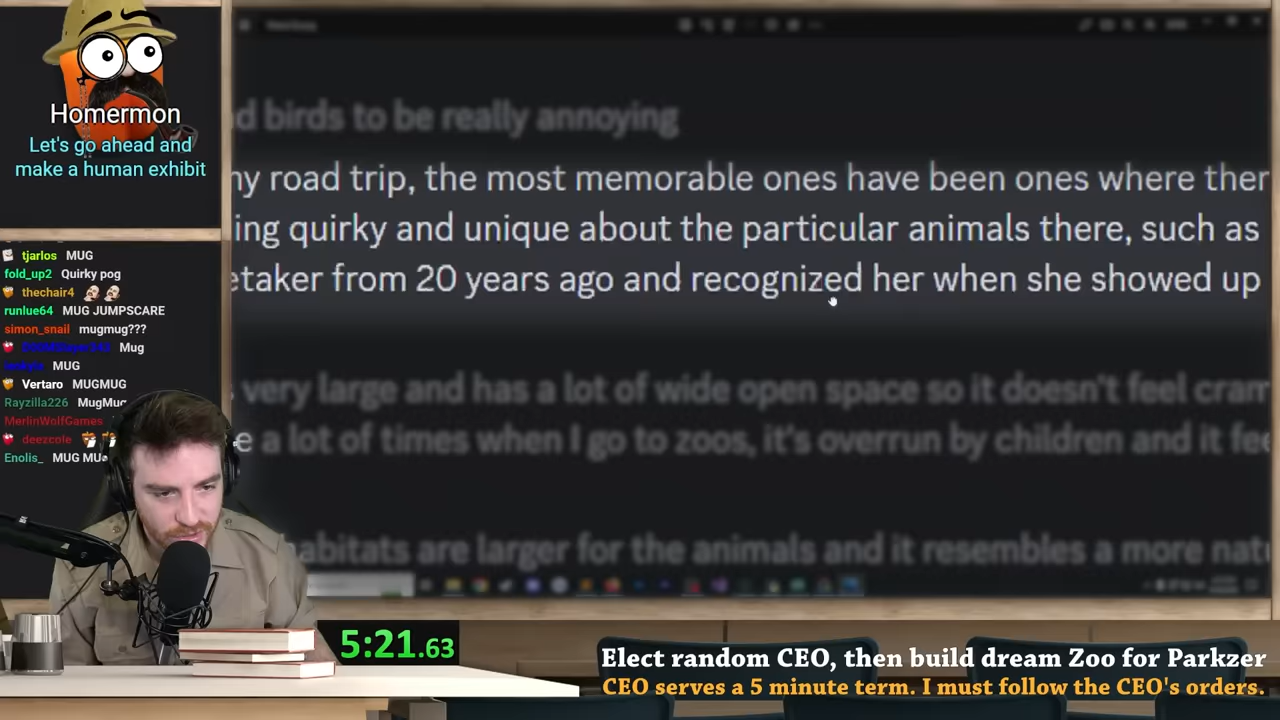 Homermon
Let's go ahead and
make a human exhibit
d birds to be really annoying
ny road trip, the most memorable ones have been ones where ther
ing quirky and unique about the particular animals there, such as
etaker from 20 years ago and recognized her when she showed up
very large and has a lot of wide open space so it doesn't feel cram
e a lot of times when I go to zoos, it's overrun by children and it fee
habitats are larger for the animals and it resembles a more natu
tjarlos MUG
fold_up2 Quirky pog
thechair4
runlue64 MUG JUMPSCARE
simon_snail mugmug???
Mug
MUG
Vertaro MUGMUG
Rayzilla226 MugMug
MerlinWolfGames
deezcole
Enolis_ MUG MU
5:21.63
Elect random CEO, then build dream Zoo for Parkzer
CEO serves a 5 minute term. I must follow the CEO's orders.